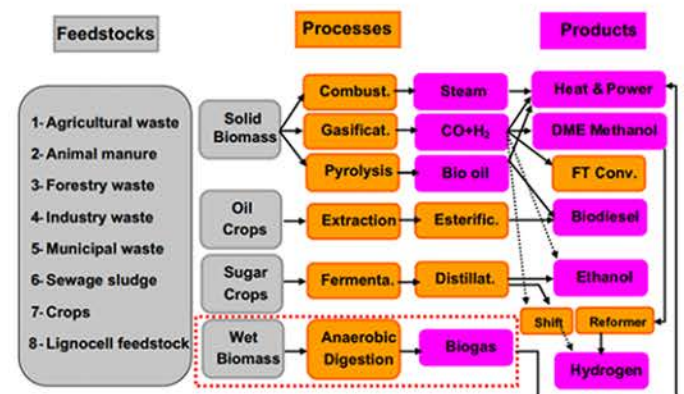 Feedstocks
Processes
Products
1- Agricultural waste
2- Animal manure
3- Forestry waste
4- Industry waste
5- Municipal waste
6- Sewage sludge
7- Crops
8- Lignocell feedstock
Solid
Biomass
Combust.
Steam
Heat & Power
Gasificat.
CO+H₂
DME Methanol
Pyrolysis
Bio oil
FT Conv.
Oil
Crops
Extraction
Esterific.
Biodiesel
Sugar
Crops
Fermenta.
Distillat.
Ethanol
Shift
Reformer
Wet
Biomass
Anaerobic
Digestion
Biogas
Hydrogen